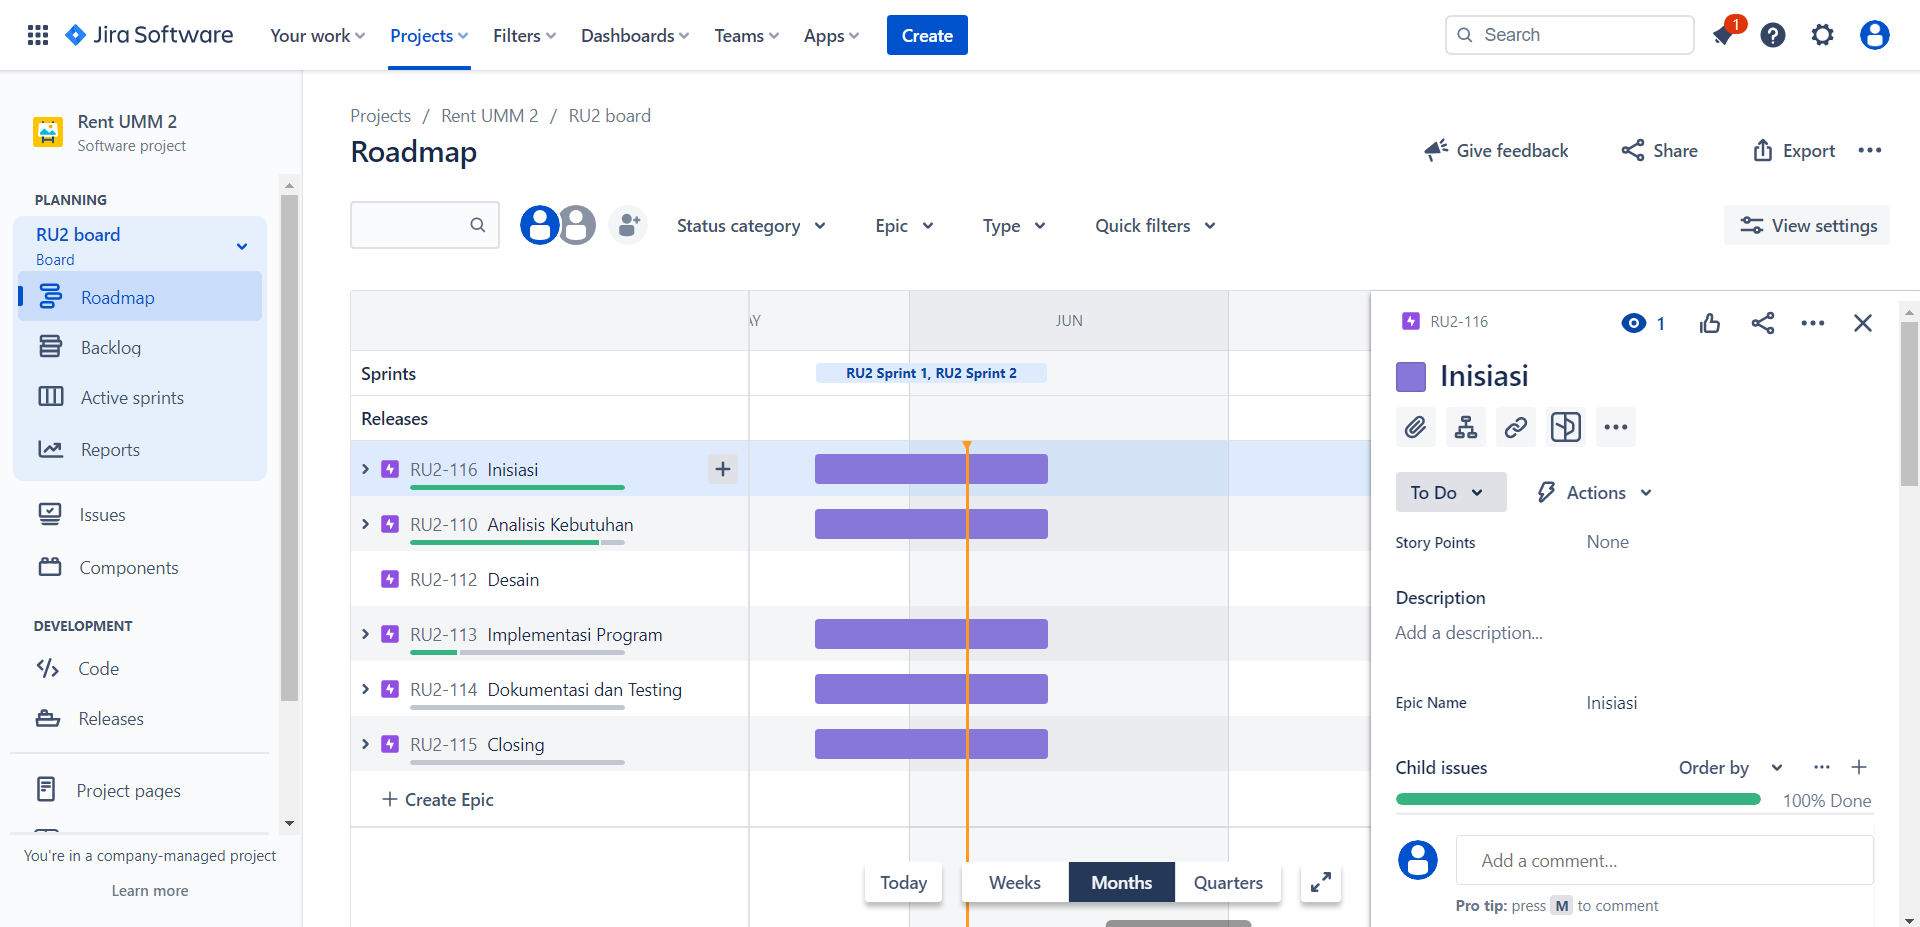 Jira Software
Your work
Projects
Filters
Dashboards
Teams
Apps
Create
Search
1
Rent UMM 2
Software project
PLANNING
RU2 board
Board
Roadmap
Backlog
Active sprints
Reports
Issues
Components
DEVELOPMENT
Code
Releases
Project pages
You're in a company-managed project
Learn more
Projects / Rent UMM 2 / RU2 board
Roadmap
Give feedback
Share
Export
Status category
Epic
Type
Quick filters
View settings
JUN
Sprints
RU2 Sprint 1, RU2 Sprint 2
Releases
RU2-116 Inisiasi
RU2-110 Analisis Kebutuhan
RU2-112 Desain
RU2-113 Implementasi Program
RU2-114 Dokumentasi dan Testing
RU2-115 Closing
Create Epic
Today
Weeks
Months
Quarters
RU2-116
1
Inisiasi
To Do
Actions
Story Points None
Description
Add a description...
Epic Name Inisiasi
Child issues
Order by
100% Done
Add a comment...
Pro tip: press M to comment